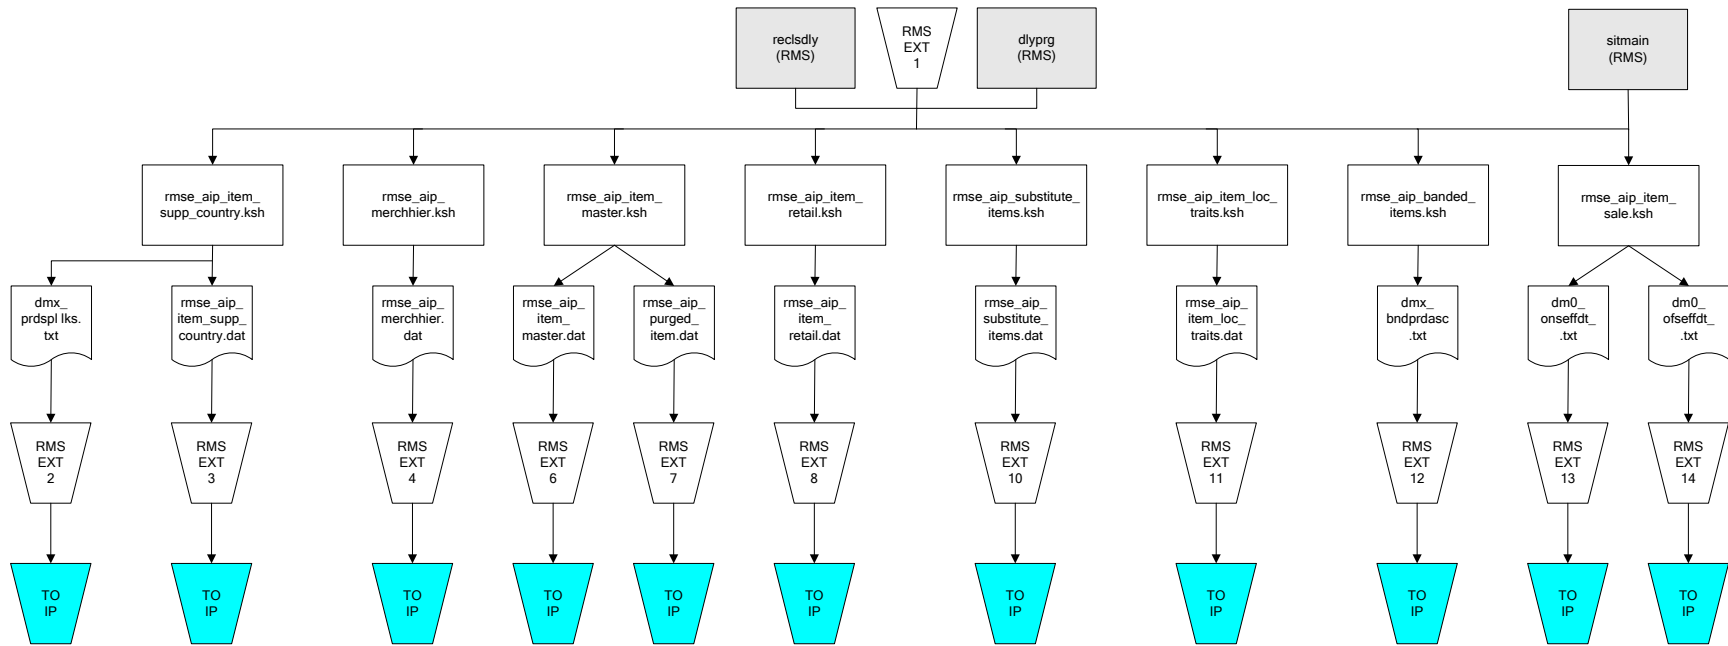 reclsdly
(RMS)
RMS
EXT
1
dlyprg
(RMS)
sitmain
(RMS)
rmse_aip_item_
supp_country.ksh
rmse_aip_
merchhier.ksh
rmse_aip_item_
master.ksh
rmse_aip_item_
retail.ksh
rmse_aip_substitute_
items.ksh
rmse_aip_item_loc_
traits.ksh
rmse_aip_banded_
items.ksh
rmse_aip_item_
sale.ksh
dmx_
prdspl lks.
txt
rmse_aip_
item_supp_
country.dat
rmse_aip_
merchhier.
dat
rmse_aip_
item_
master.dat
rmse_aip_
purged_
item.dat
rmse_aip_
item_
retail.dat
rmse_aip_
substitute_
items.dat
rmse_aip_
item_loc_
traits.dat
dmx_
bndprdasc
.txt
dm0_
onseffdt_
.txt
dm0_
ofseffdt_
.txt
RMS
EXT
2
RMS
EXT
3
RMS
EXT
4
RMS
EXT
6
RMS
EXT
7
RMS
EXT
8
RMS
EXT
10
RMS
EXT
11
RMS
EXT
12
RMS
EXT
13
RMS
EXT
14
TO
IP
TO
IP
TO
IP
TO
IP
TO
IP
TO
IP
TO
IP
TO
IP
TO
IP
TO
IP
TO
IP